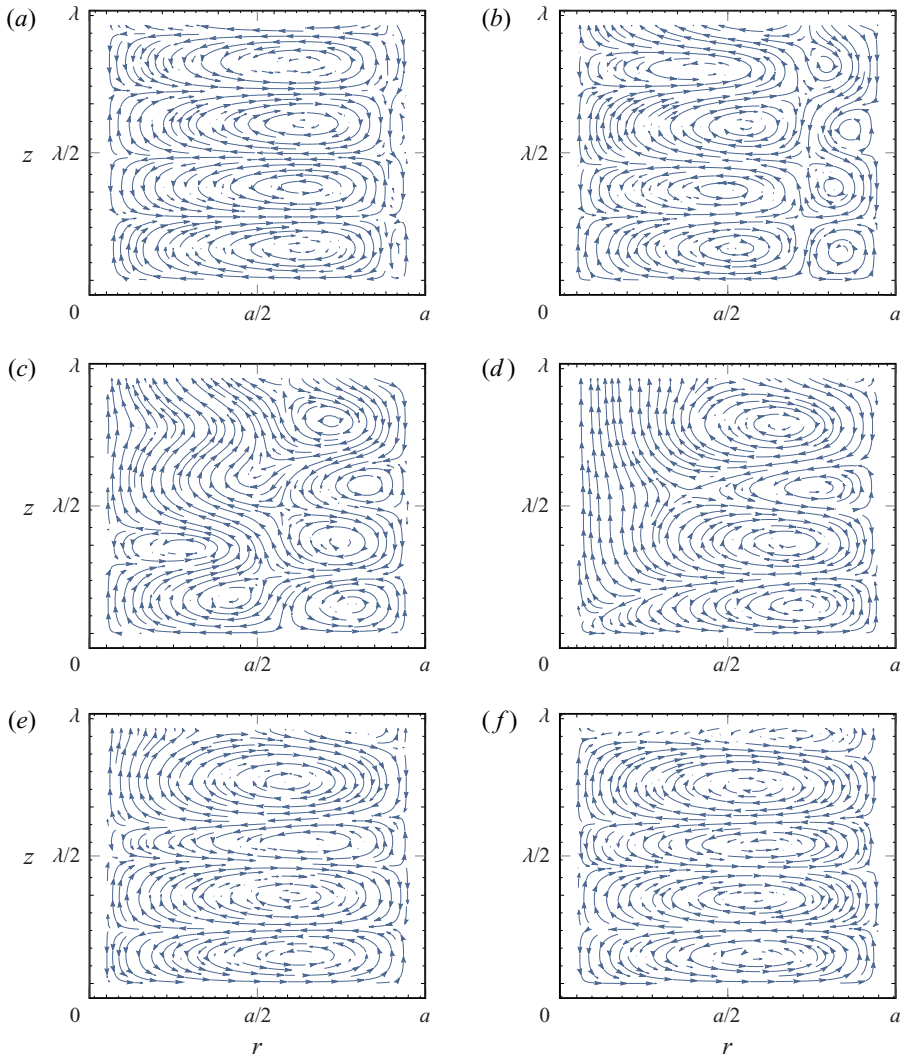 (a) (b)
λ λ
z λ/2 λ/2
0 a/2 a 0 a/2 a
(c) (d)
λ λ
z λ/2 λ/2
0 a/2 a 0 a/2 a
(e) (f)
λ λ
z λ/2 λ/2
0 a/2 a 0 a/2 a
r r